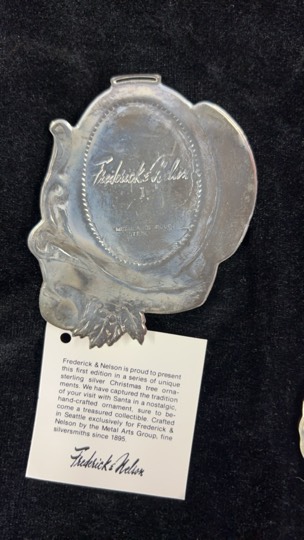 Frederick & Nelson
I
Frederick & Nelson is proud to present
this first edition in a series of unique
sterling silver Christmas tree orna-
ments. We have captured the tradition
of your visit with Santa in a nostalgic,
hand-crafted ornament, sure to be-
come a treasured collectible. Crafted
in Seattle exclusively for Frederick &
Nelson by the Metal Arts Group, fine
silversmiths since 1895.
Frederick & Nelson